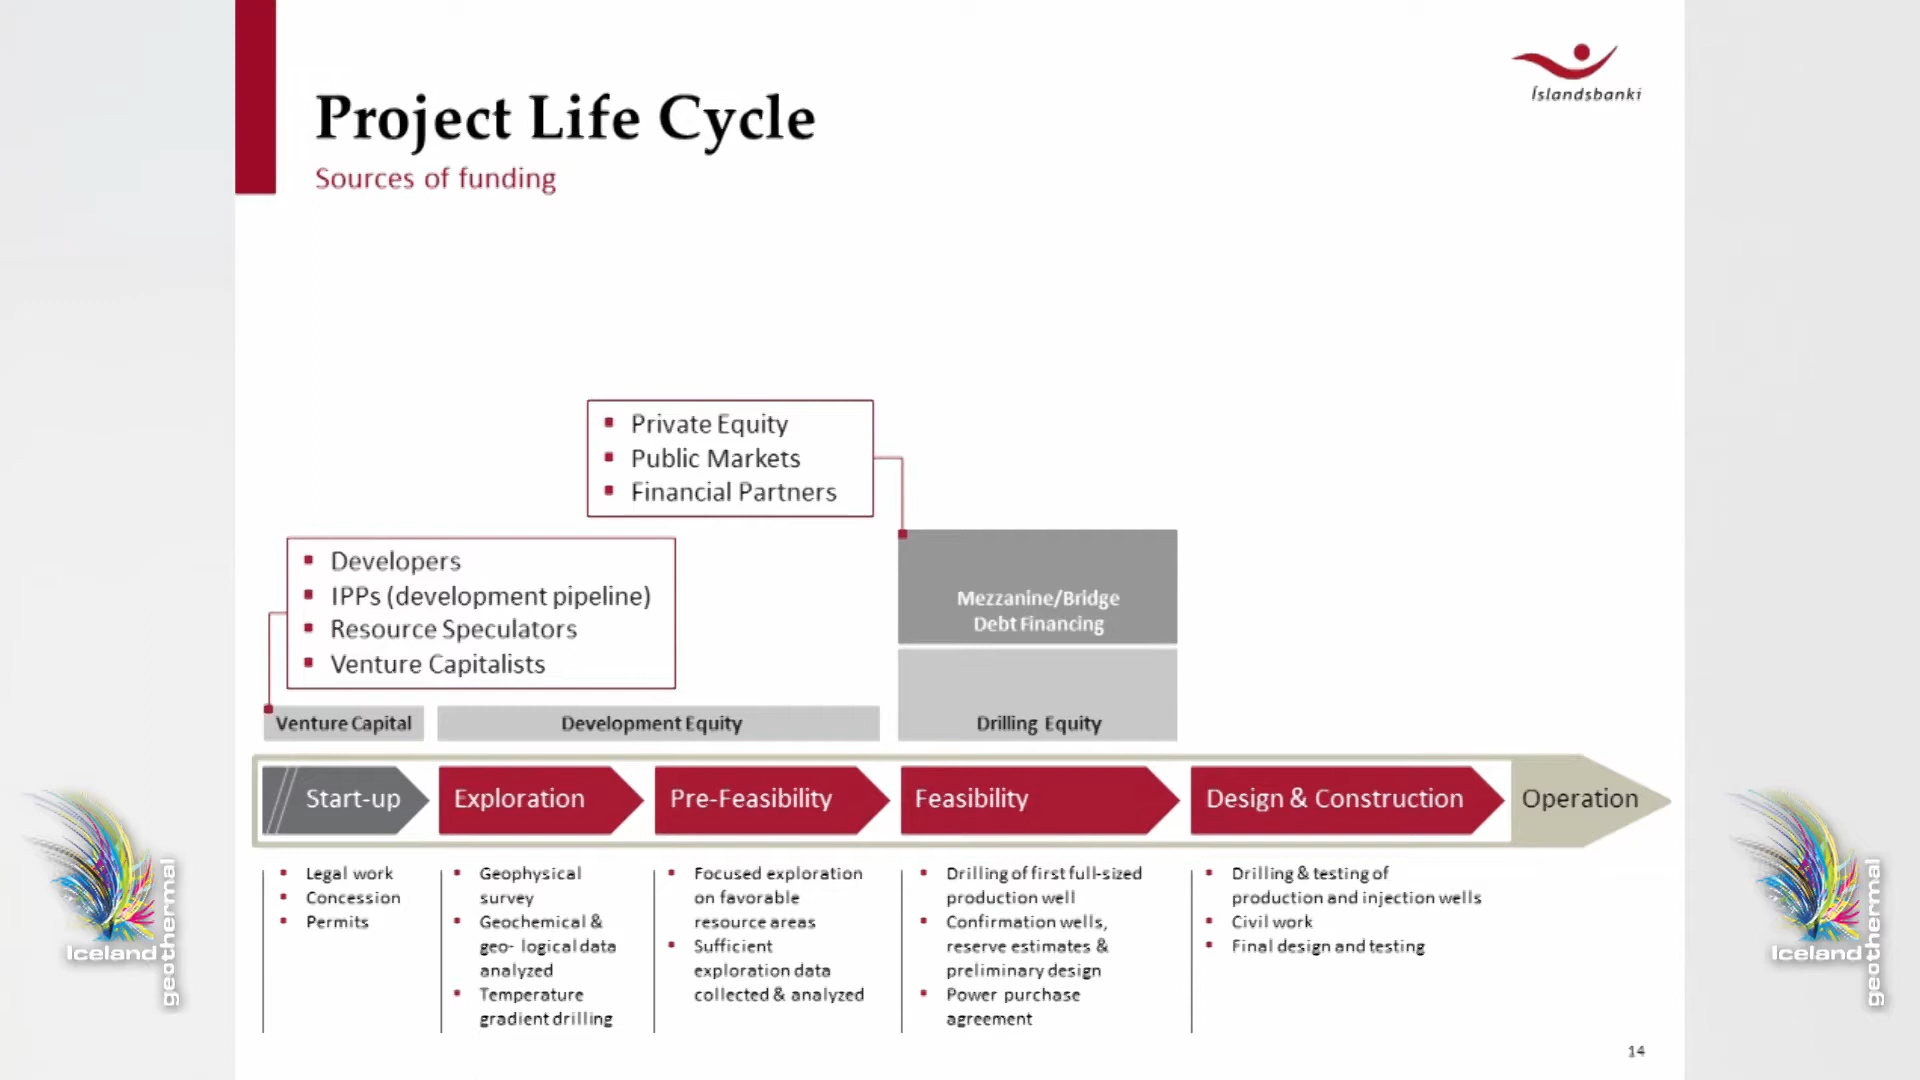 Íslandsbanki
Project Life Cycle
Sources of funding
Private Equity
Public Markets
Financial Partners
Developers
IPPs (development pipeline)
Resource Speculators
Venture Capitalists
Mezzanine/Bridge
Debt Financing
Venture Capital
Development Equity
Drilling Equity
Start-up
Exploration
Pre-Feasibility
Feasibility
Design & Construction
Operation
Legal work
Concession
Permits
Geophysical
survey
Geochemical &
geo- logical data
analyzed
Temperature
gradient drilling
Focused exploration
on favorable
resource areas
Sufficient
exploration data
collected & analyzed
Drilling of first full-sized
production well
Confirmation wells,
reserve estimates &
preliminary design
Power purchase
agreement
Drilling & testing of
production and injection wells
Civil work
Final design and testing
14
Iceland
geothermal
Iceland
geothermal